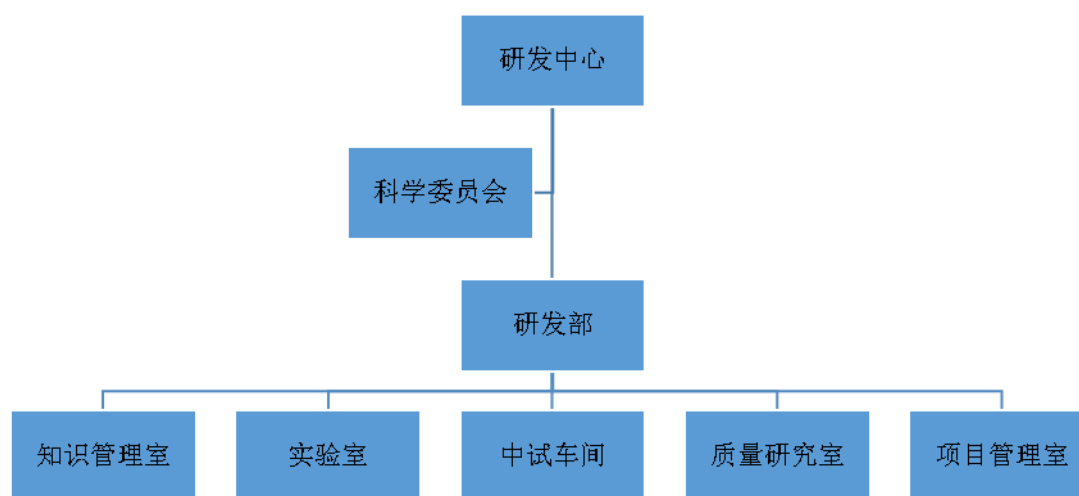 研发中心
科学委员会
研发部
知识管理室
实验室
中试车间
质量研究室
项目管理室